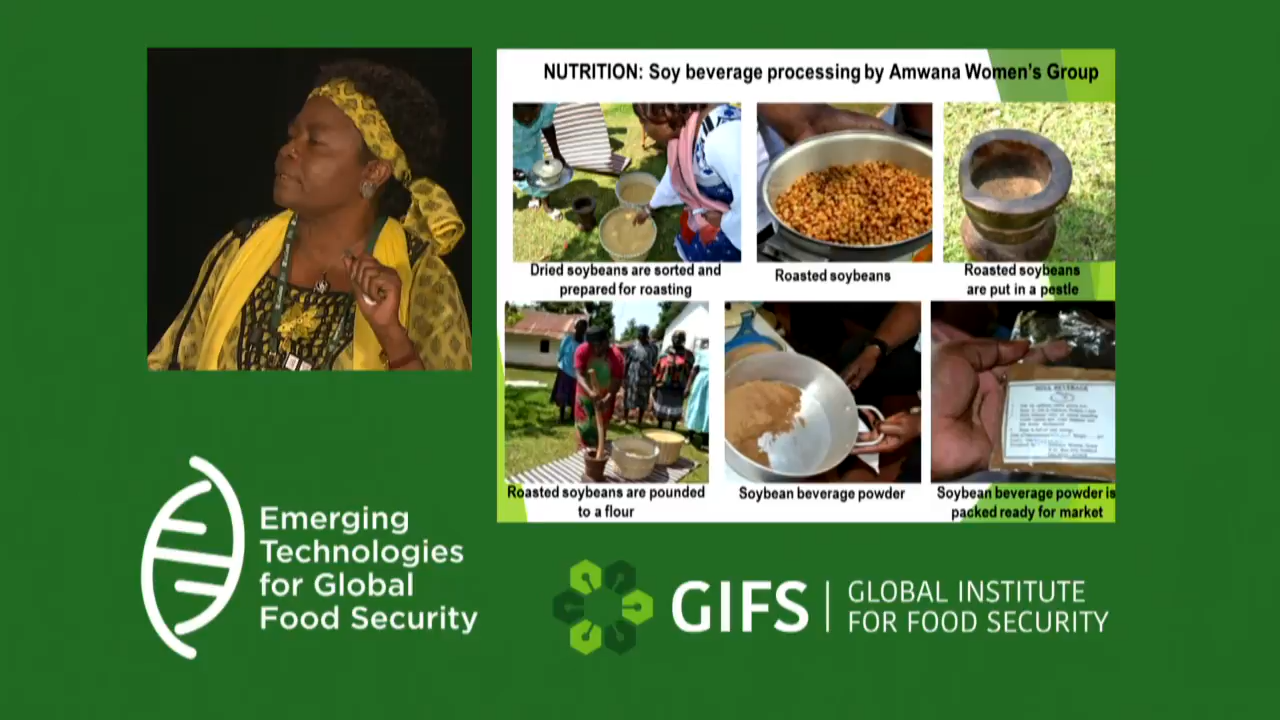 NUTRITION: Soy beverage processing by Amwana Women's Group
Dried soybeans are sorted and
prepared for roasting
Roasted soybeans
Roasted soybeans
are put in a pestle
Roasted soybeans are pounded
to a flour
Soybean beverage powder
Soybean beverage powder is
packed ready for market
Emerging
Technologies
for Global
Food Security
GIFS
GLOBAL INSTITUTE
FOR FOOD SECURITY